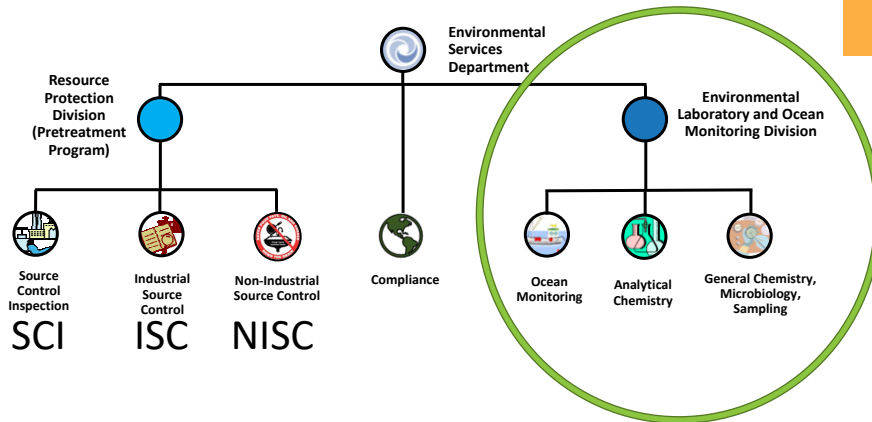 Environmental
Services
Department
Resource
Protection
Division
(Pretreatment
Program)
Environmental
Laboratory and Ocean
Monitoring Division
Source
Control
Inspection
SCI
Industrial
Source
Control
ISC
Non-Industrial
Source Control
NISC
Compliance
Ocean
Monitoring
Analytical
Chemistry
General Chemistry,
Microbiology,
Sampling